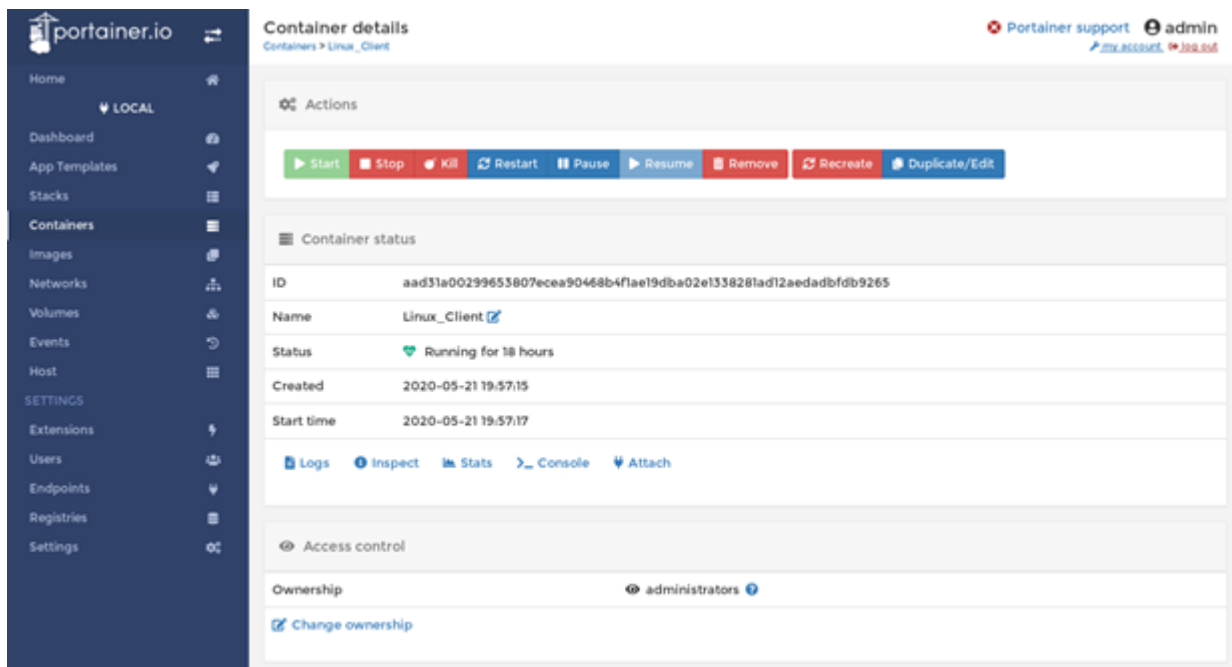 portainer.io
Home
LOCAL
Dashboard
App Templates
Stacks
Containers
Images
Networks
Volumes
Events
Host
SETTINGS
Extensions
Users
Endpoints
Registries
Settings
Container details
Containers > Linux_Client
Portainer support admin
my account log out
Actions
Start Stop Kill Restart Pause Resume Remove Recreate Duplicate/Edit
Container status
ID aad31a00299653807ecea90468b4f1ae19dba02e1338281ad12aedadbfdb9265
Name Linux_Client
Status Running for 18 hours
Created 2020-05-21 19:57:15
Start time 2020-05-21 19:57:17
Logs Inspect Stats >_ Console Attach
Access control
Ownership administrators
Change ownership